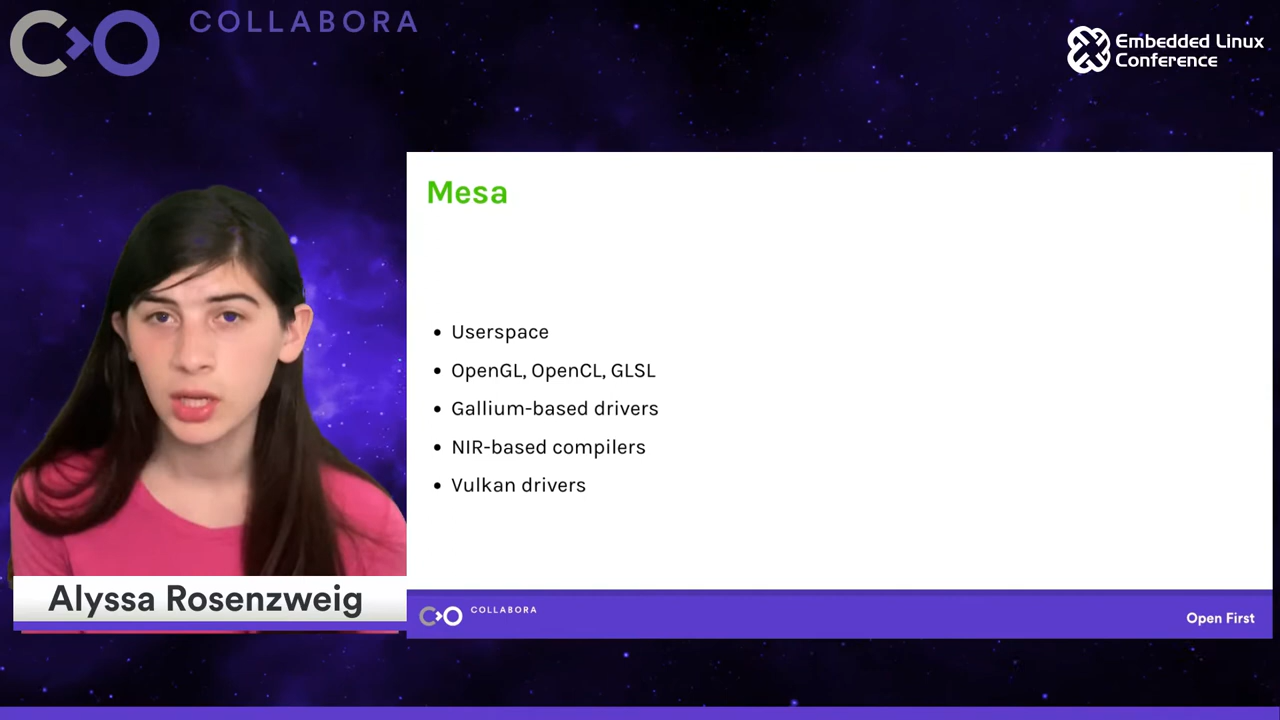 COLLABORA
Embedded Linux
Conference
Mesa
Userspace
OpenGL, OpenCL, GLSL
Gallium-based drivers
NIR-based compilers
Vulkan drivers
Alyssa Rosenzweig
COLLABORA
Open First